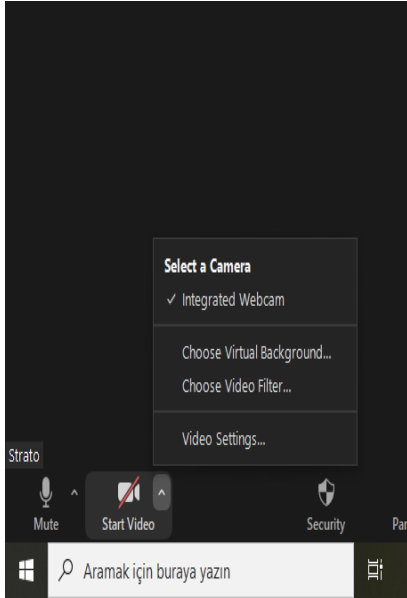 Select a Camera
✓ Integrated Webcam
Choose Virtual Background...
Choose Video Filter...
Video Settings...
Strato
Mute
Start Video
Security
Par
Aramak için buraya yazın